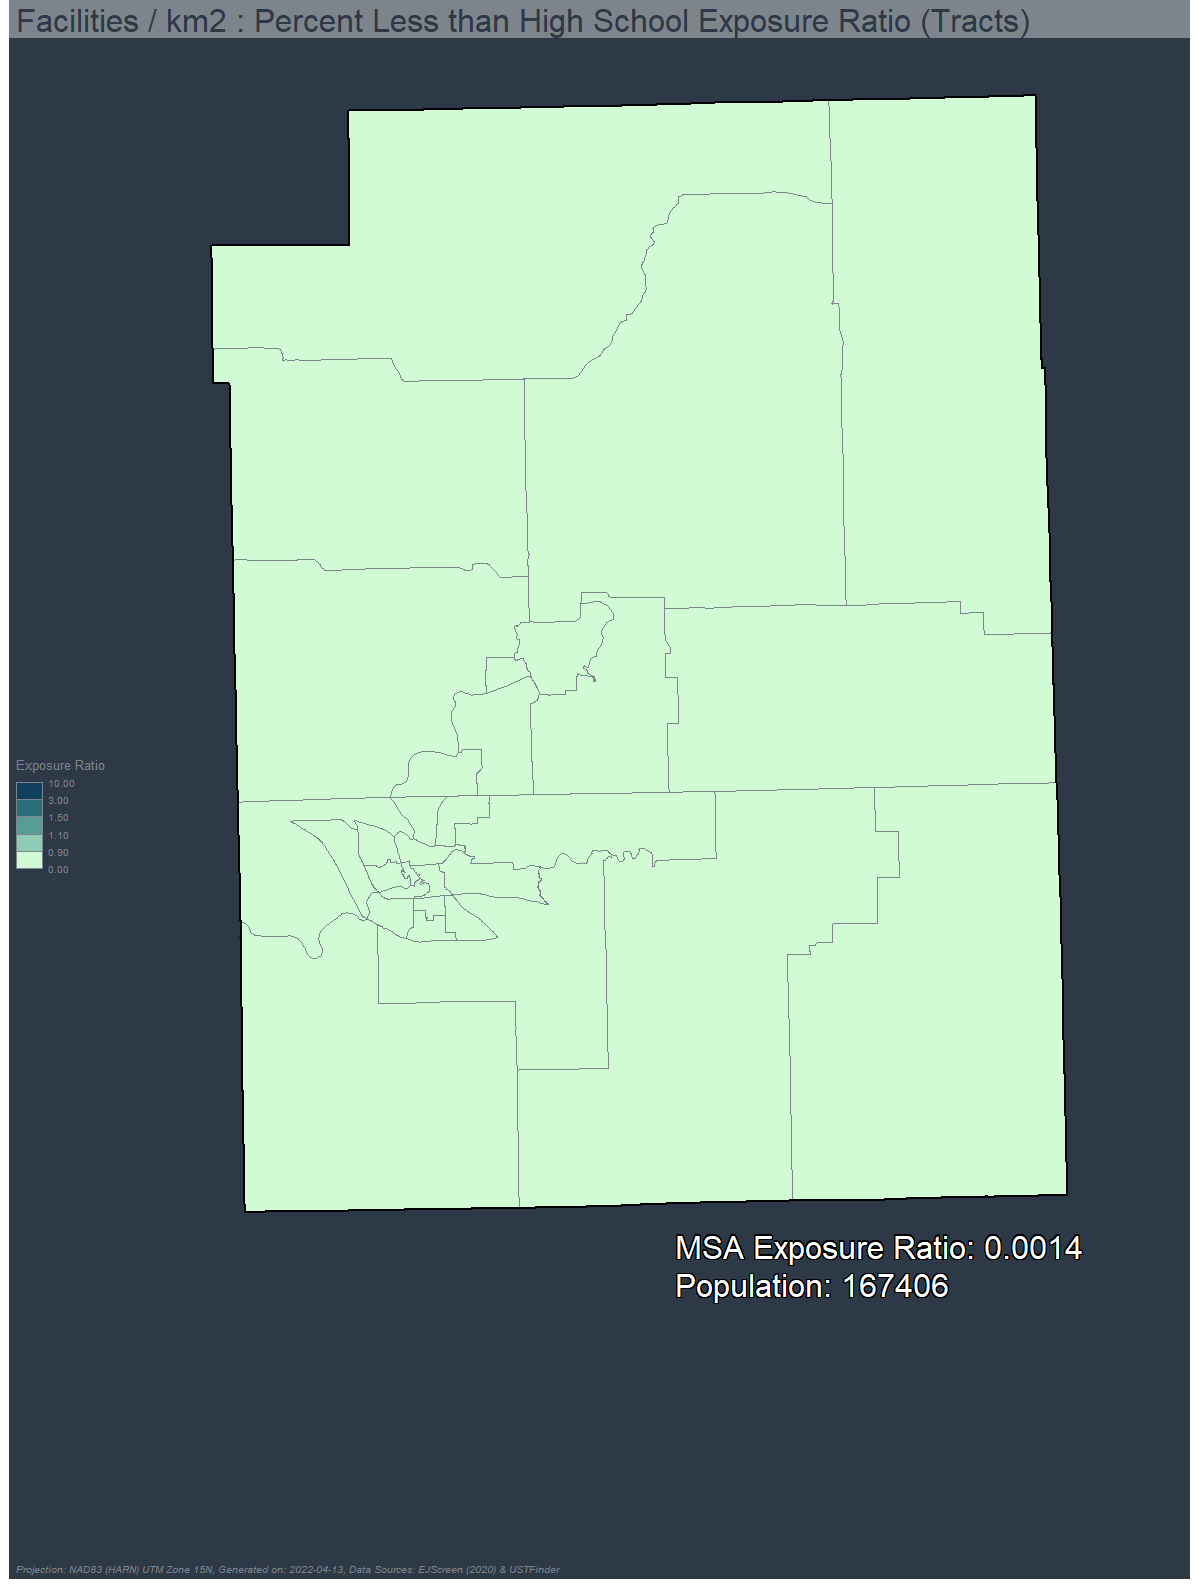 Facilities / km2 : Percent Less than High School Exposure Ratio (Tracts)
Exposure Ratio
10.00
3.00
1.50
1.10
0.90
0.00
MSA Exposure Ratio: 0.0014
Population: 167406
Projection: NAD83 (HARN) UTM Zone 15N, Generated on: 2022-04-13, Data Sources: EJScreen (2020) & USTFinder